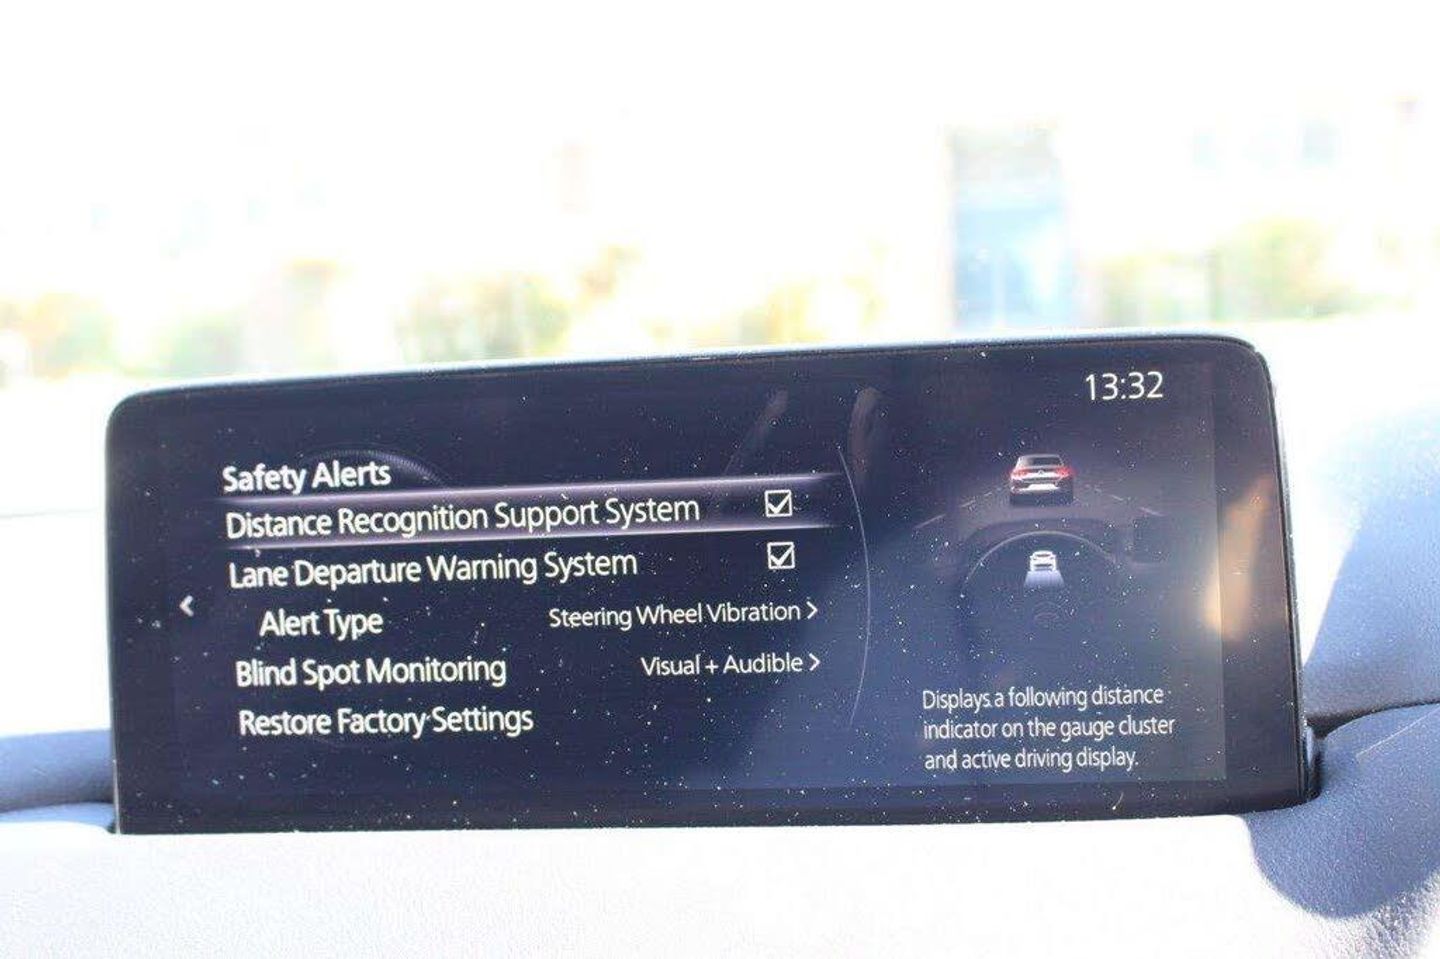 13:32
Safety Alerts
Distance Recognition Support System
Lane Departure Warning System
Alert Type Steering Wheel Vibration >
Blind Spot Monitoring Visual + Audible >
Restore Factory Settings
Displays a following distance
indicator on the gauge cluster
and active driving display.